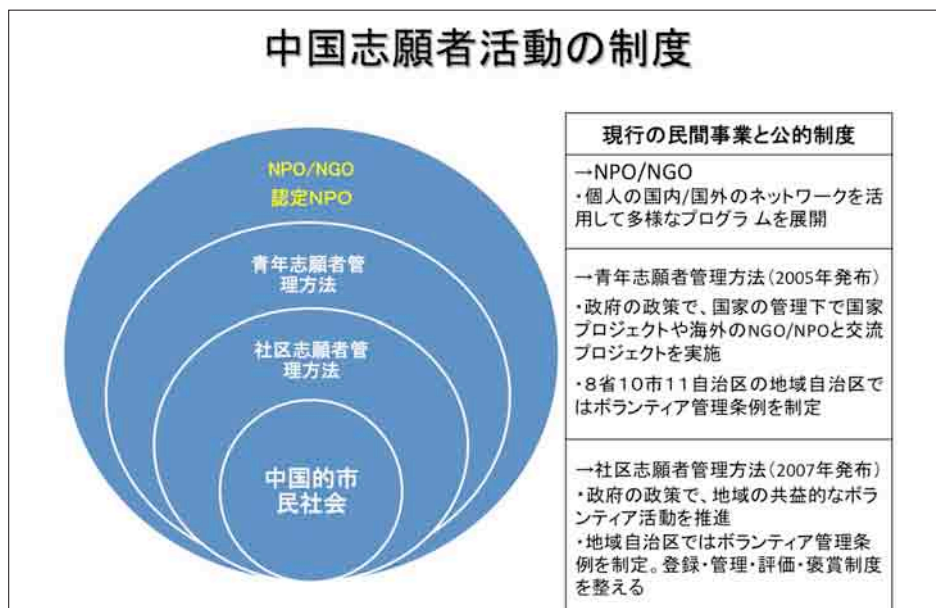 中国志願者活動の制度
NPO/NGO
認定NPO
青年志願者管
理方法
社区志願者管
理方法
中国的市
民社会
現行の民間事業と公的制度
→NPO/NGO
・個人の国内/国外のネットワークを活
用して多様なプログラムを展開
→青年志願者管理方法(2005年発布)
・政府の政策で、国家の管理下で国家
プロジェクトや海外のNGO/NPOと交流
プロジェクトを実施
・8省10市11自治区の地域自治区で
はボランティア管理条例を制定
→社区志願者管理方法(2007年発布)
・政府の政策で、地域の共益的なボラ
ンティア活動を推進
・地域自治区ではボランティア管理条
例を制定。登録・管理・評価・褒賞制度
を整える